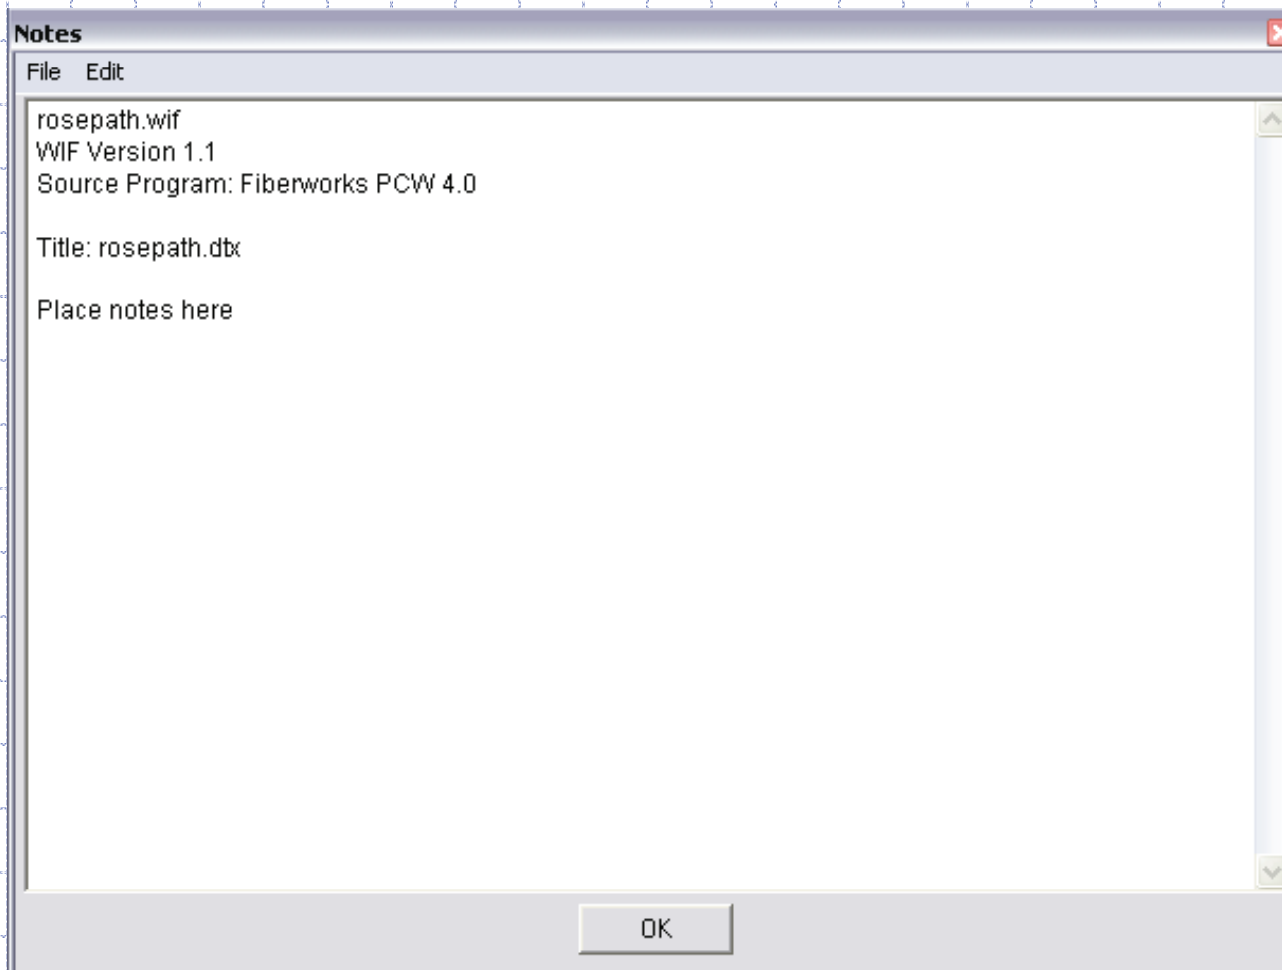 Notes
File Edit
rosepath.wif
WIF Version 1.1
Source Program: Fiberworks PCW 4.0
Title: rosepath.dtx
Place notes here
OK